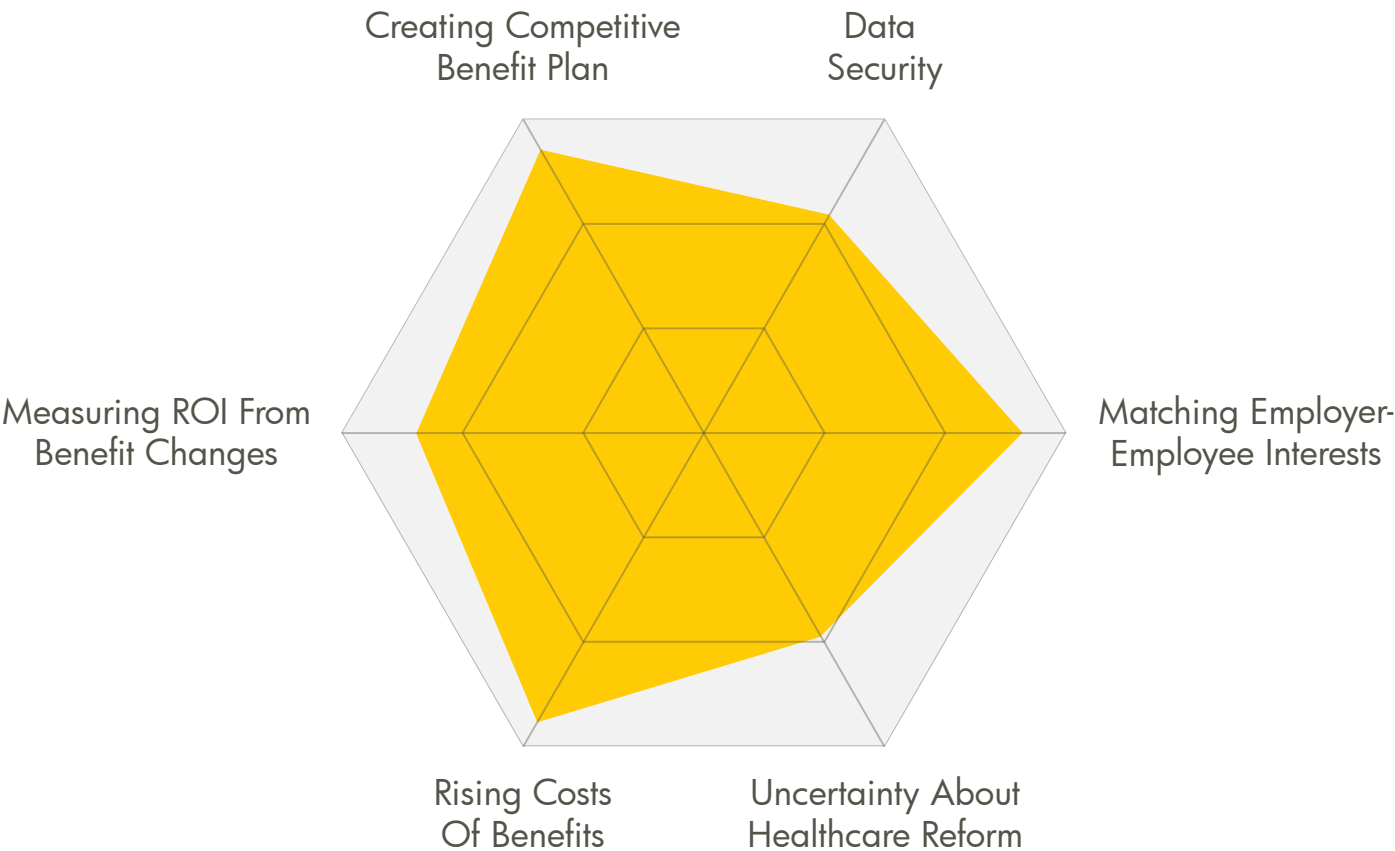 Creating Competitive
Benefit Plan
Data
Security
Measuring ROI From
Benefit Changes
Matching Employer-
Employee Interests
Rising Costs
Of Benefits
Uncertainty About
Healthcare Reform